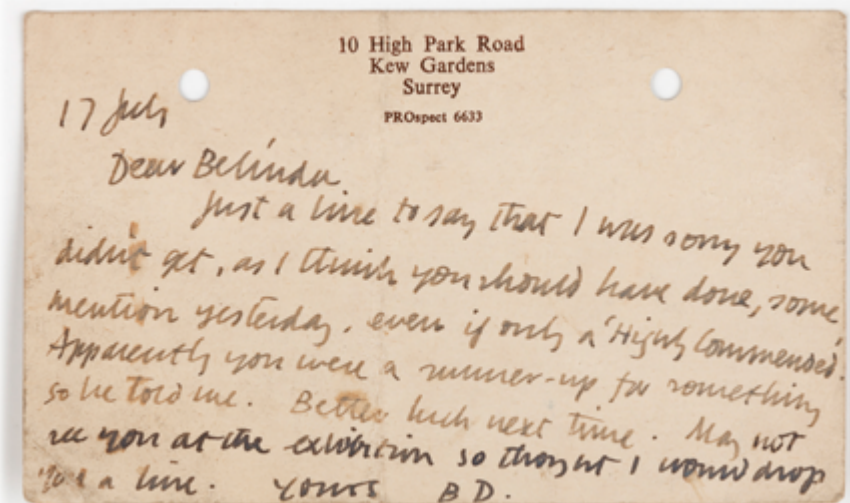 10 High Park Road
Kew Gardens
Surrey
PROspect 6633
17 July
Dear Belinda
Just a line to say that I was sorry you
didn't get, as I think you should have done, some
mention yesterday, even if only a 'Highly Commended'.
Apparently you were a runner-up for something
so he told me. Better luck next time. May not
see you at the exhibition so thought I would drop
you a line. Yours B D.